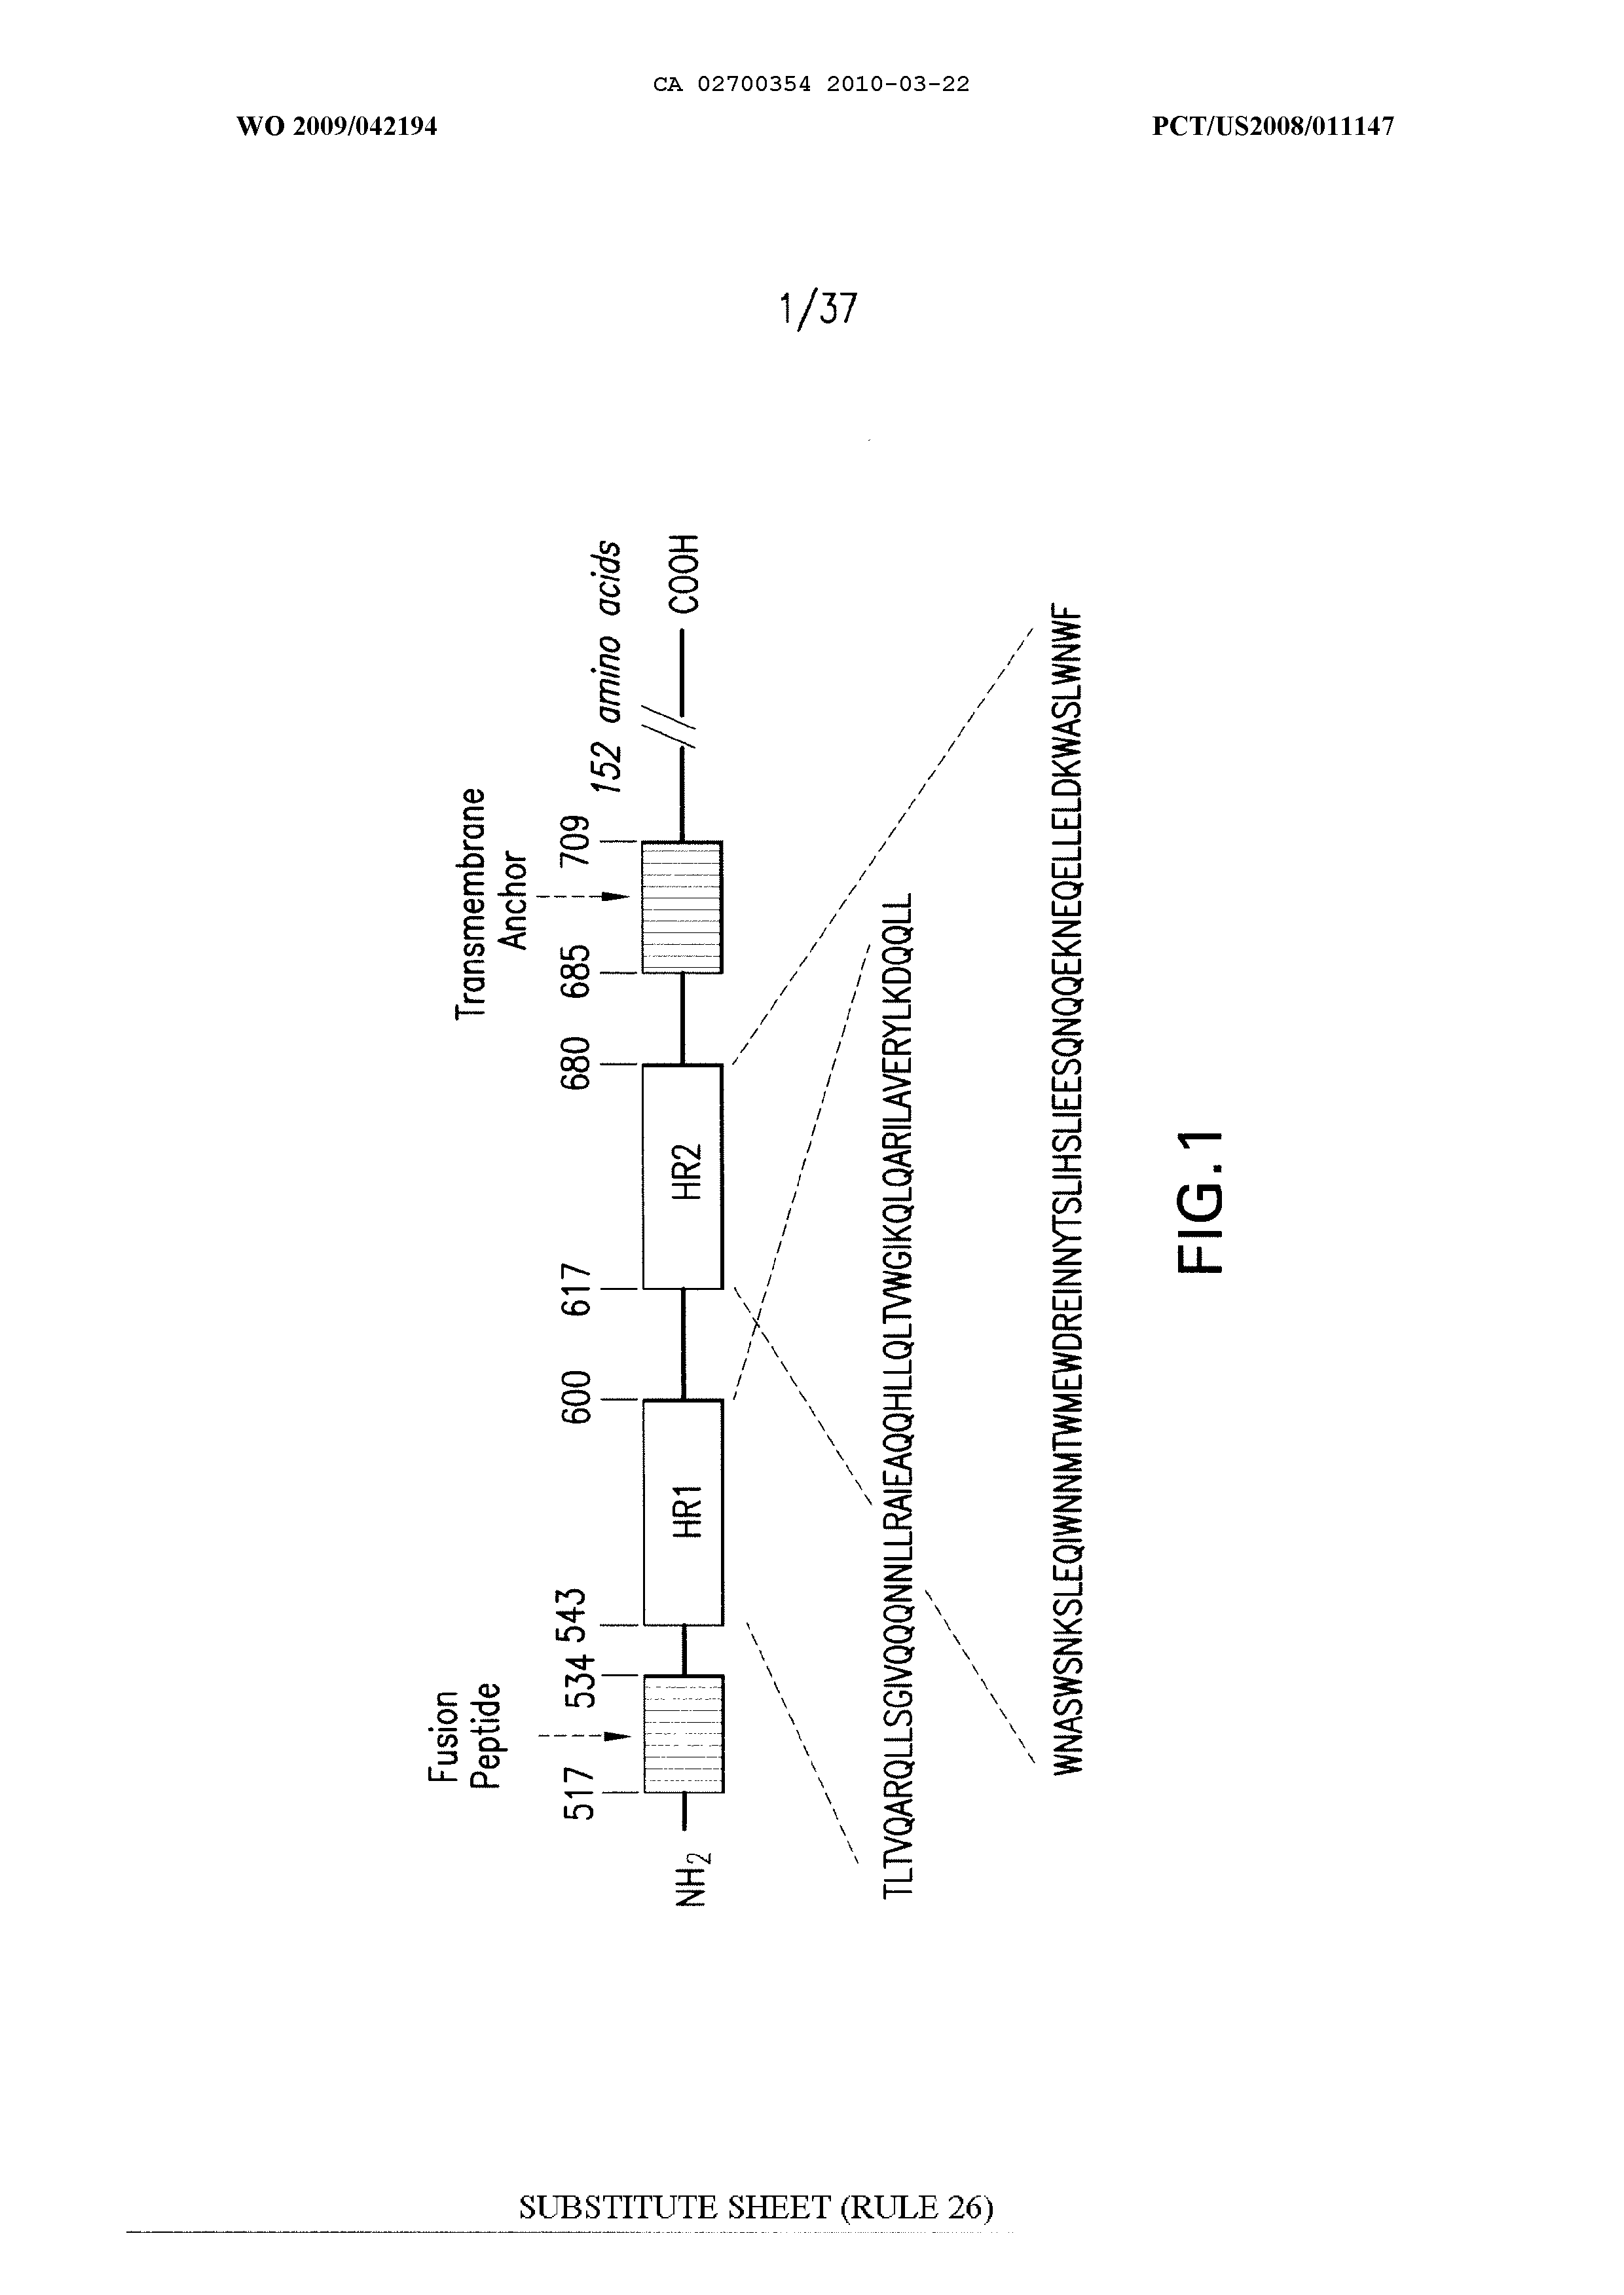 CA 02700354 2010-03-22
WO 2009/042194
PCT/US2008/011147
1/37
Fusion
Peptide
Transmembrane
Anchor
517
534
543
600
617
680
685
709
152 amino acids
NH2
HR1
HR2
COOH
TLTVQARQLLSGIVQQQNNLLRAIEAQQHLLQLTVWGIKQLQARILAVERYLKDQQLL
WNASWSNKSLEQIWNNMTWMEWDREINNYTSLIHSLIEESQNQQEKNEQELLELDKWASLWNWF
FIG.1
SUBSTITUTE SHEET (RULE 26)